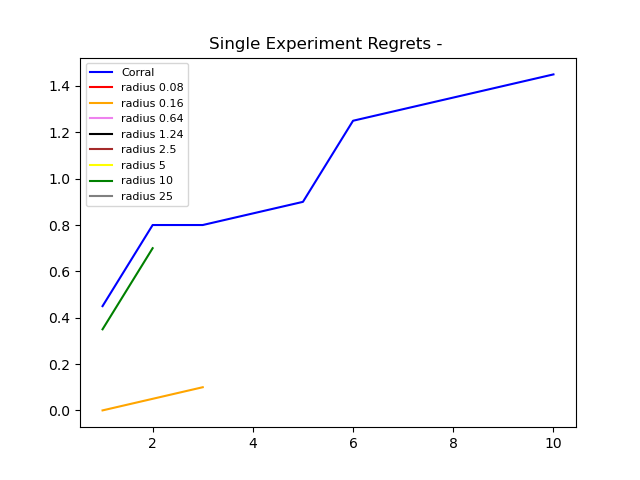 Single Experiment Regrets -
Corral
radius 0.08
radius 0.16
radius 0.64
radius 1.24
radius 2.5
radius 5
radius 10
radius 25
1.4
1.2
1.0
0.8
0.6
0.4
0.2
0.0
2 4 6 8 10